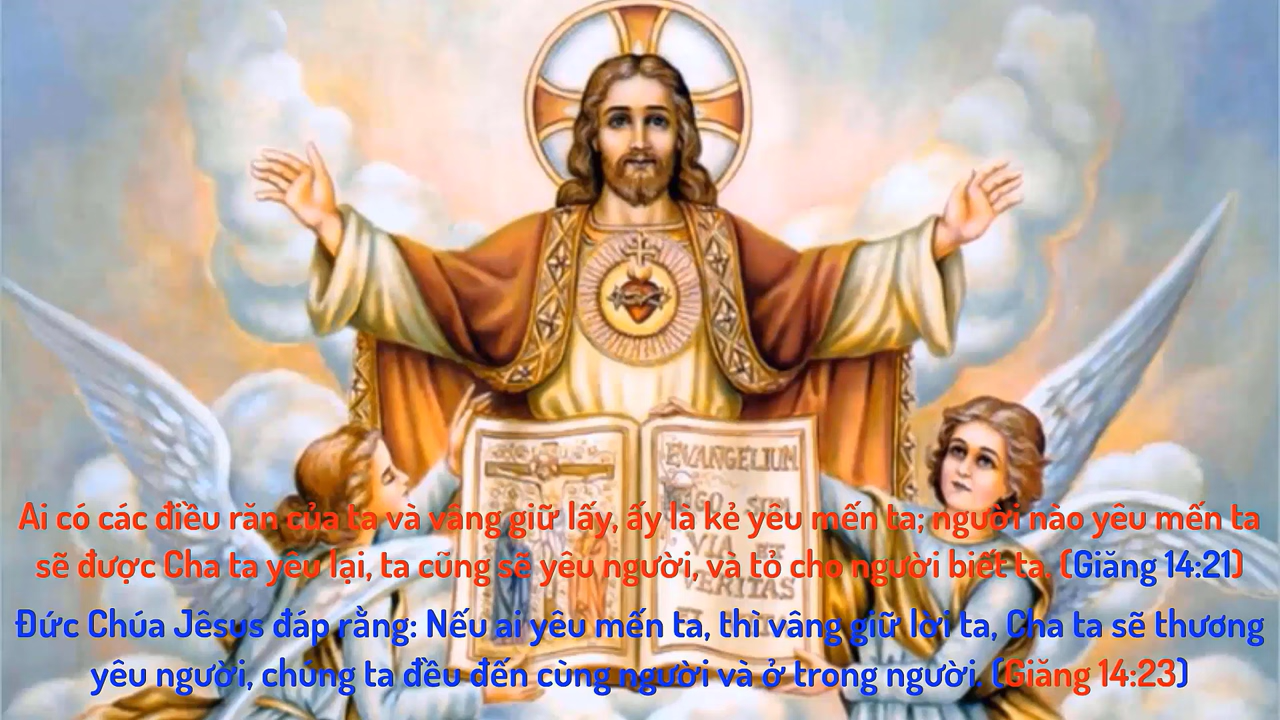 EVANGELIUM
EGO SUM
VIA ET
VERITAS
Ai có các điều răn của ta và vâng giữ lấy, ấy là kẻ yêu mến ta; người nào yêu mến ta
sẽ được Cha ta yêu lại, ta cũng sẽ yêu người, và tỏ cho người biết ta. (Giăng 14:21)
Đức Chúa Jêsus đáp rằng: Nếu ai yêu mến ta, thì vâng giữ lời ta, Cha ta sẽ thương
yêu người, chúng ta đều đến cùng người và ở trong người. (Giăng 14:23)